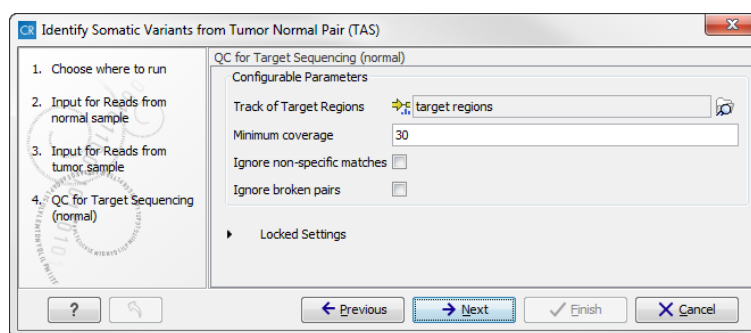 CR Identify Somatic Variants from Tumor Normal Pair (TAS)
1. Choose where to run
2. Input for Reads from
normal sample
3. Input for Reads from
tumor sample
4. QC for Target Sequencing
(normal)
QC for Target Sequencing (normal)
Configurable Parameters
Track of Target Regions target regions
Minimum coverage 30
Ignore non-specific matches
Ignore broken pairs
Locked Settings
? Previous Next Finish Cancel